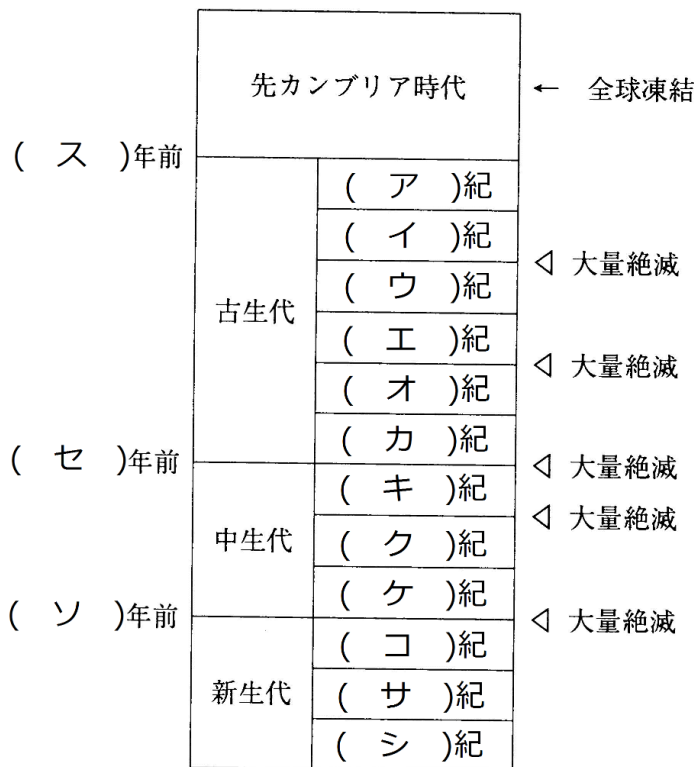 先カンブリア時代
← 全球凍結
( ス )年前
( ア )紀
( イ )紀
◁ 大量絶滅
( ウ )紀
古生代
( エ )紀
◁ 大量絶滅
( オ )紀
( カ )紀
( セ )年前
◁ 大量絶滅
( キ )紀
◁ 大量絶滅
中生代
( ク )紀
( ケ )紀
( ソ )年前
◁ 大量絶滅
( コ )紀
新生代
( サ )紀
( シ )紀